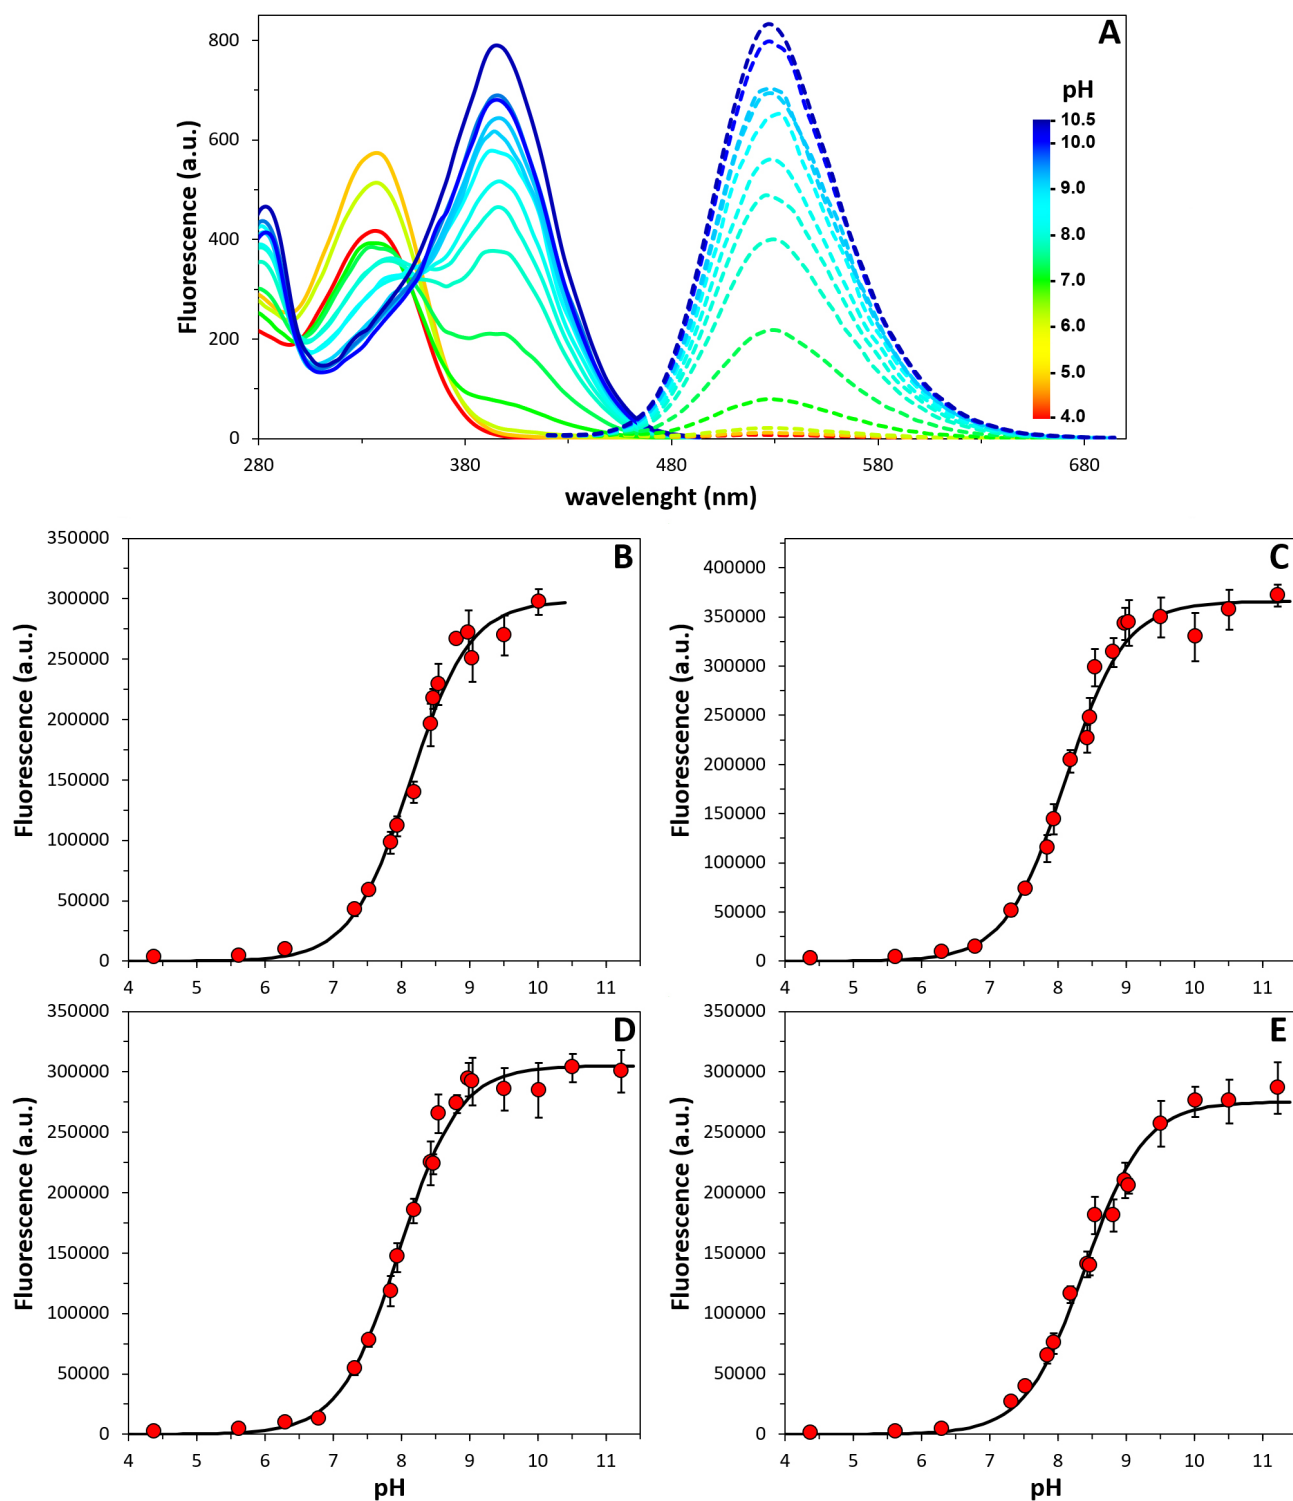 A
800
600
400
200
0
Fluorescence (a.u.)
280 380 480 580 680
wavelenght (nm)
pH
10.5
10.0
9.0
8.0
7.0
6.0
5.0
4.0
B
350000
300000
250000
200000
150000
100000
50000
0
Fluorescence (a.u.)
4 5 6 7 8 9 10 11
C
400000
350000
300000
250000
200000
150000
100000
50000
0
Fluorescence (a.u.)
4 5 6 7 8 9 10 11
D
350000
300000
250000
200000
150000
100000
50000
0
Fluorescence (a.u.)
4 5 6 7 8 9 10 11
pH
E
350000
300000
250000
200000
150000
100000
50000
0
Fluorescence (a.u.)
4 5 6 7 8 9 10 11
pH